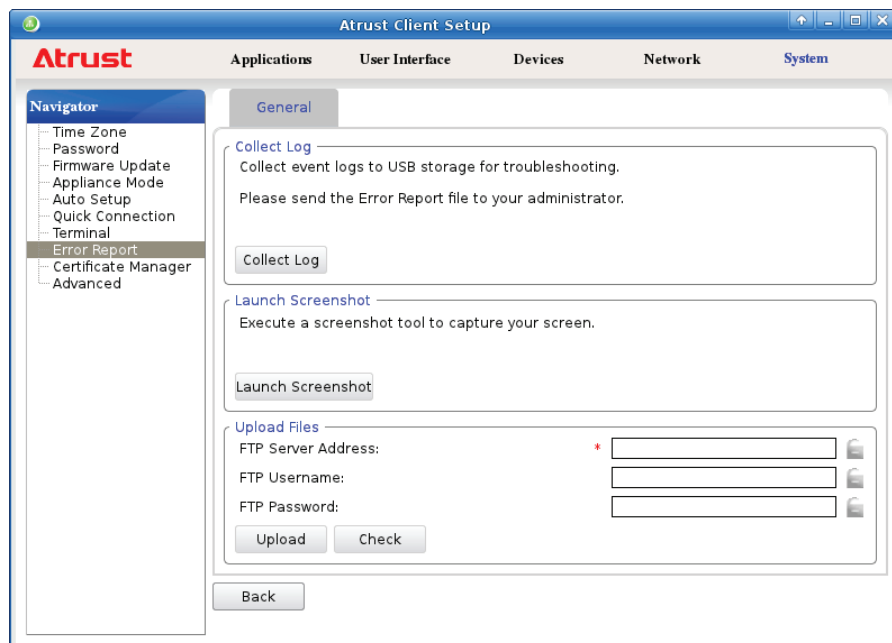 Atrust Client Setup
Atrust
Applications User Interface Devices Network System
Navigator
Time Zone
Password
Firmware Update
Appliance Mode
Auto Setup
Quick Connection
Terminal
Error Report
Certificate Manager
Advanced
General
Collect Log
Collect event logs to USB storage for troubleshooting.
Please send the Error Report file to your administrator.
Collect Log
Launch Screenshot
Execute a screenshot tool to capture your screen.
Launch Screenshot
Upload Files
FTP Server Address: *
FTP Username:
FTP Password:
Upload Check
Back